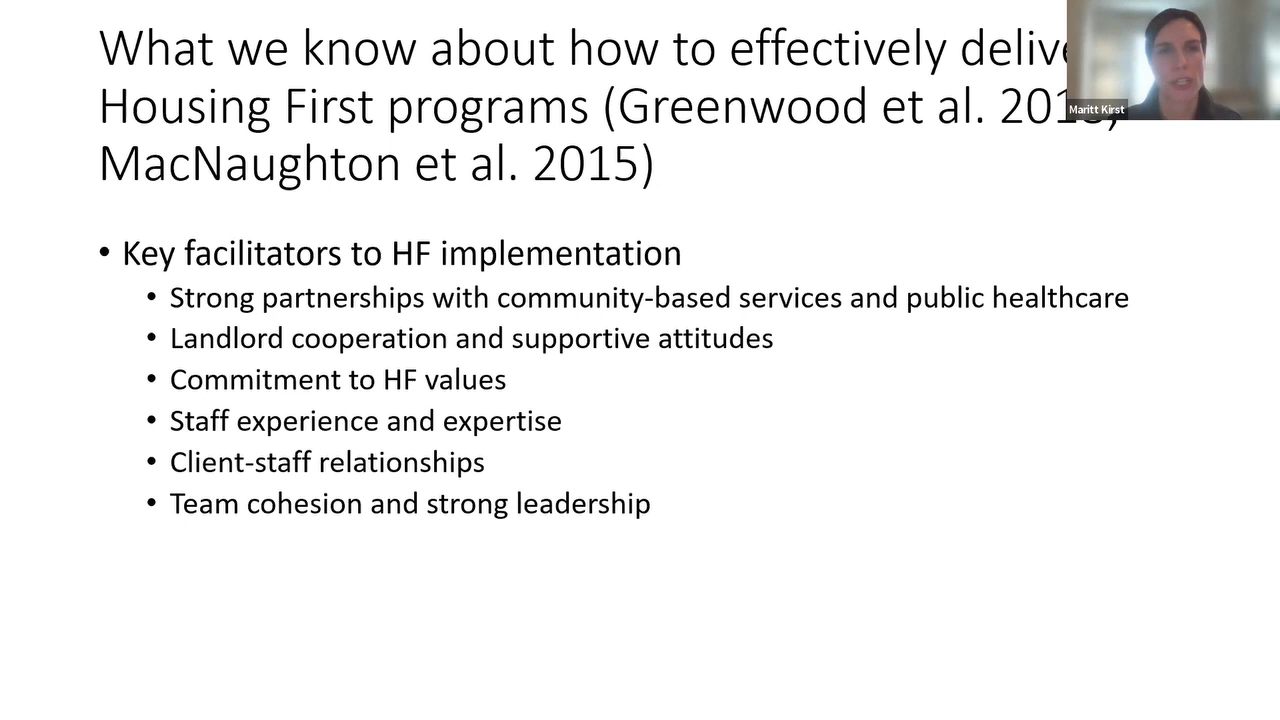 What we know about how to effectively
Housing First programs (Greenwood et al.
MacNaughton et al. 2015)
Maritt Kirst
• Key facilitators to HF implementation
• Strong partnerships with community-based services and public healthcare
• Landlord cooperation and supportive attitudes
• Commitment to HF values
• Staff experience and expertise
• Client-staff relationships
• Team cohesion and strong leadership